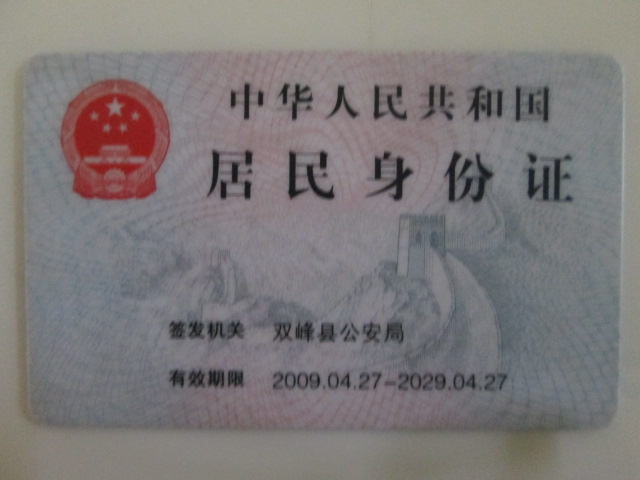 中华人民共和国
居民身份证
签发机关 双峰县公安局
有效期限 2009.04.27-2029.04.27